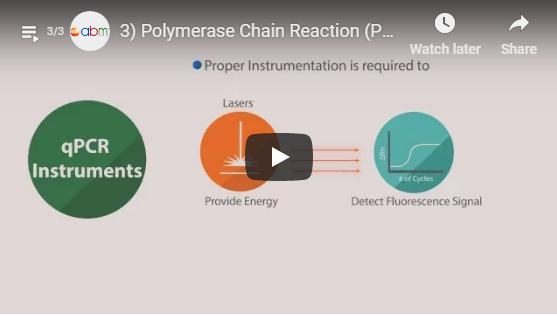 3/3
abm
3) Polymerase Chain Reaction (P...
Watch later
Share
Proper Instrumentation is required to
qPCR
Instruments
Lasers
Provide Energy
ΔRn
# of Cycles
Detect Fluorescence Signal